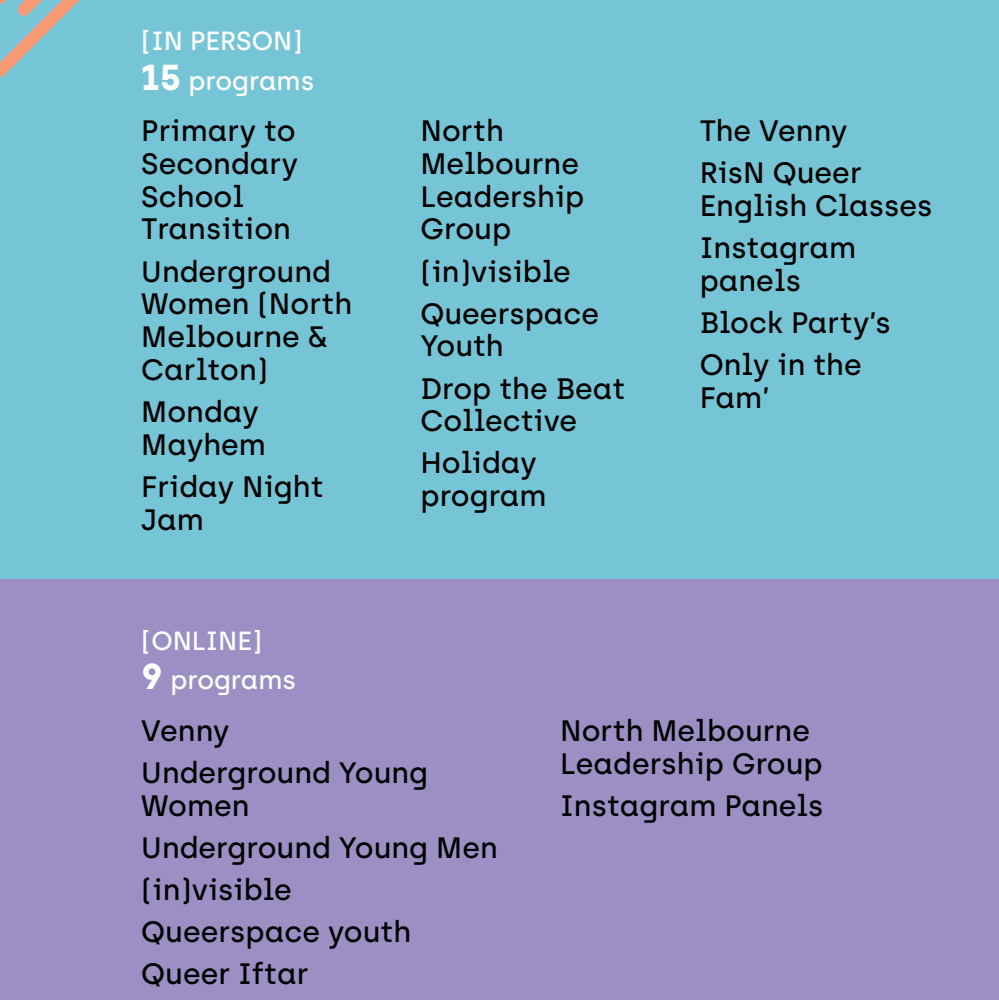 [IN PERSON]
15 programs
Primary to
Secondary
School
Transition
Underground
Women (North
Melbourne &
Carlton)
Monday
Mayhem
Friday Night
Jam
North
Melbourne
Leadership
Group
(in)visible
Queerspace
Youth
Drop the Beat
Collective
Holiday
program
The Venny
RisN Queer
English Classes
Instagram
panels
Block Party’s
Only in the
Fam’
[ONLINE]
9 programs
Venny
Underground Young
Women
Underground Young Men
(in)visible
Queerspace youth
Queer Iftar
North Melbourne
Leadership Group
Instagram Panels